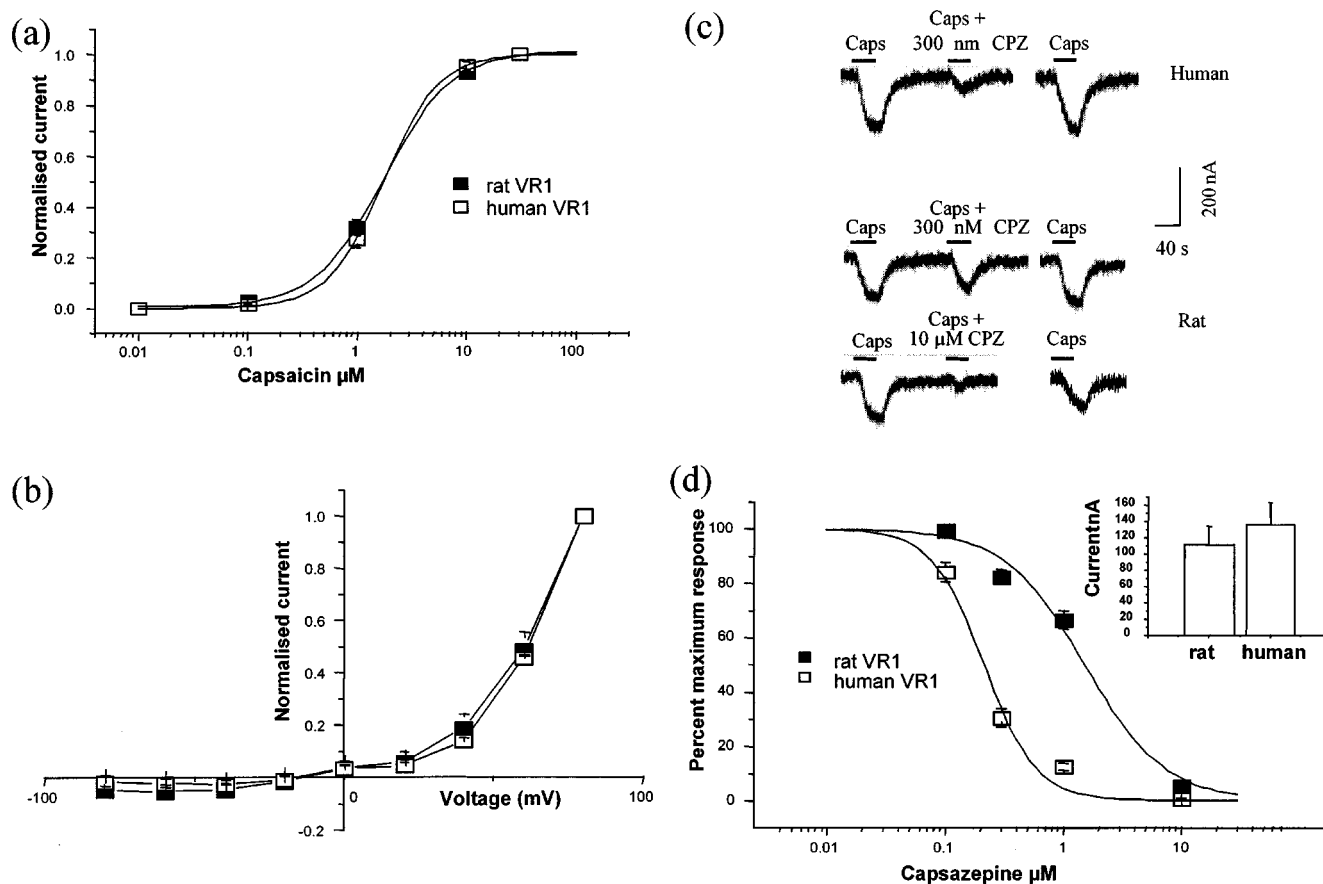 (a)
Normalised current
1.0
0.8
0.6
0.4
0.2
0.0
rat VR1
human VR1
0.01 0.1 1 10 100
Capsaicin µM
(b)
Normalised current
1.0
0.8
0.6
0.4
0.2
-0.2
-100 0 100
Voltage (mV)
(c)
Caps +
Caps 300 nm CPZ Caps
Human
200 nA
40 s
Caps +
Caps 300 nM CPZ Caps
Rat
Caps +
Caps 10 µM CPZ Caps
(d)
Percent maximum response
100
80
60
40
20
0
rat VR1
human VR1
0.01 0.1 1 10
Capsazepine µM
CurrentnA
160
140
120
100
80
60
40
20
0
rat human